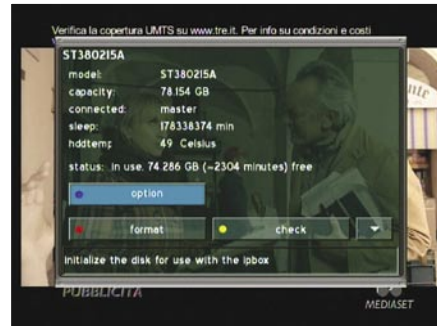 Verifica la copertura UMTS su www.tre.it. Per info su condizioni e costi
ST380215A
model: ST380215A
capacity: 78.154 GB
connected: master
sleep: 178338374 min
hddtemp: 49 Celsius
status: in use, 74.286 GB (~2304 minutes) free
option
format
check
initialize the disk for use with the ipbox
PUBBLICITÀ
MEDIASET